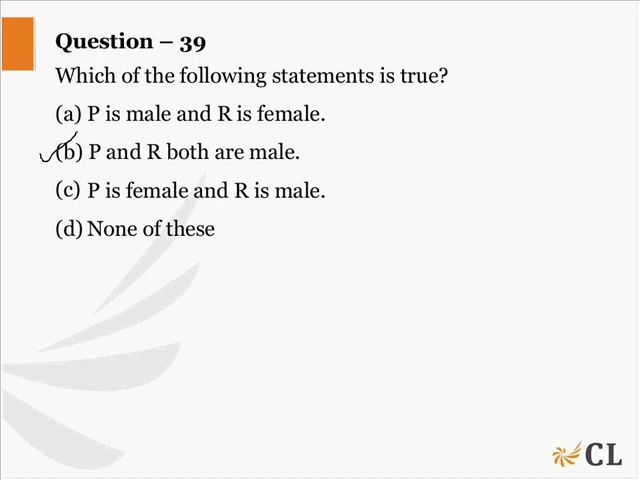 Question – 39
Which of the following statements is true?
(a) P is male and R is female.
(b) P and R both are male.
(c) P is female and R is male.
(d) None of these
CL